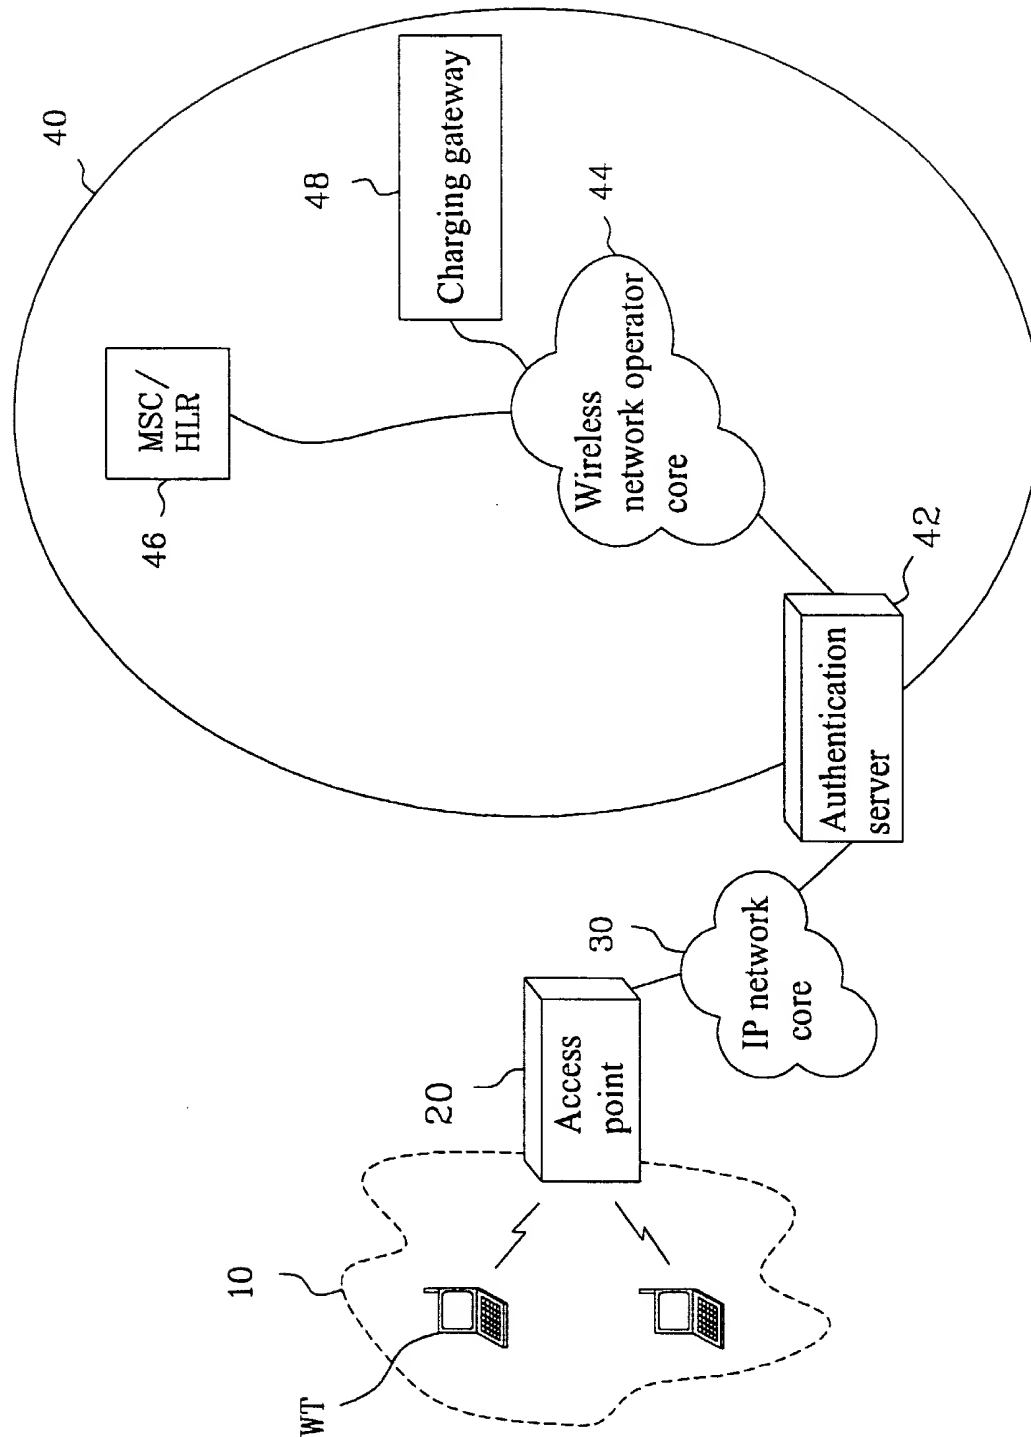 40
MSC/
HLR
46
48
Charging gateway
44
Wireless
network operator
core
42
Authentication
server
30
IP network
core
20
Access
point
10
WT